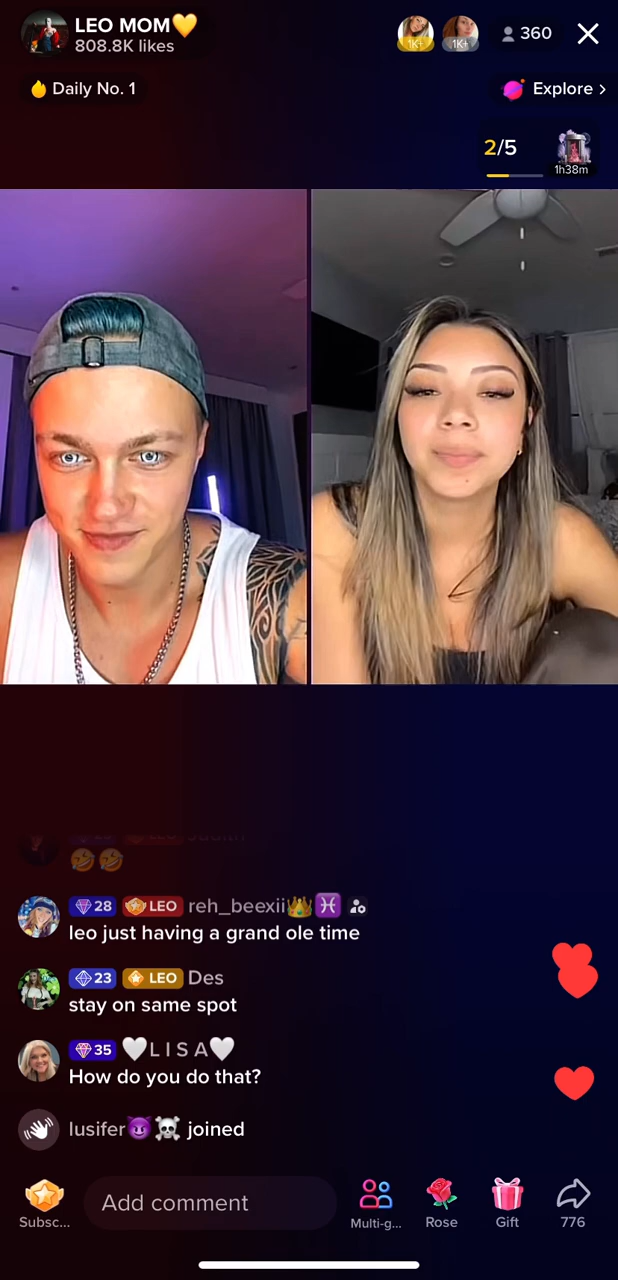 LEO MOM💛
808.8K likes
1K+
1K+
360
Daily No. 1
Explore >
2/5
1h38m
🤣🤣
28 LEO reh_beexii👑♓
leo just having a grand ole time
23 LEO Des
stay on same spot
35 🤍L I S A🤍
How do you do that?
lusifer😈☠️ joined
Subsc...
Add comment
Multi-g...
Rose
Gift
776